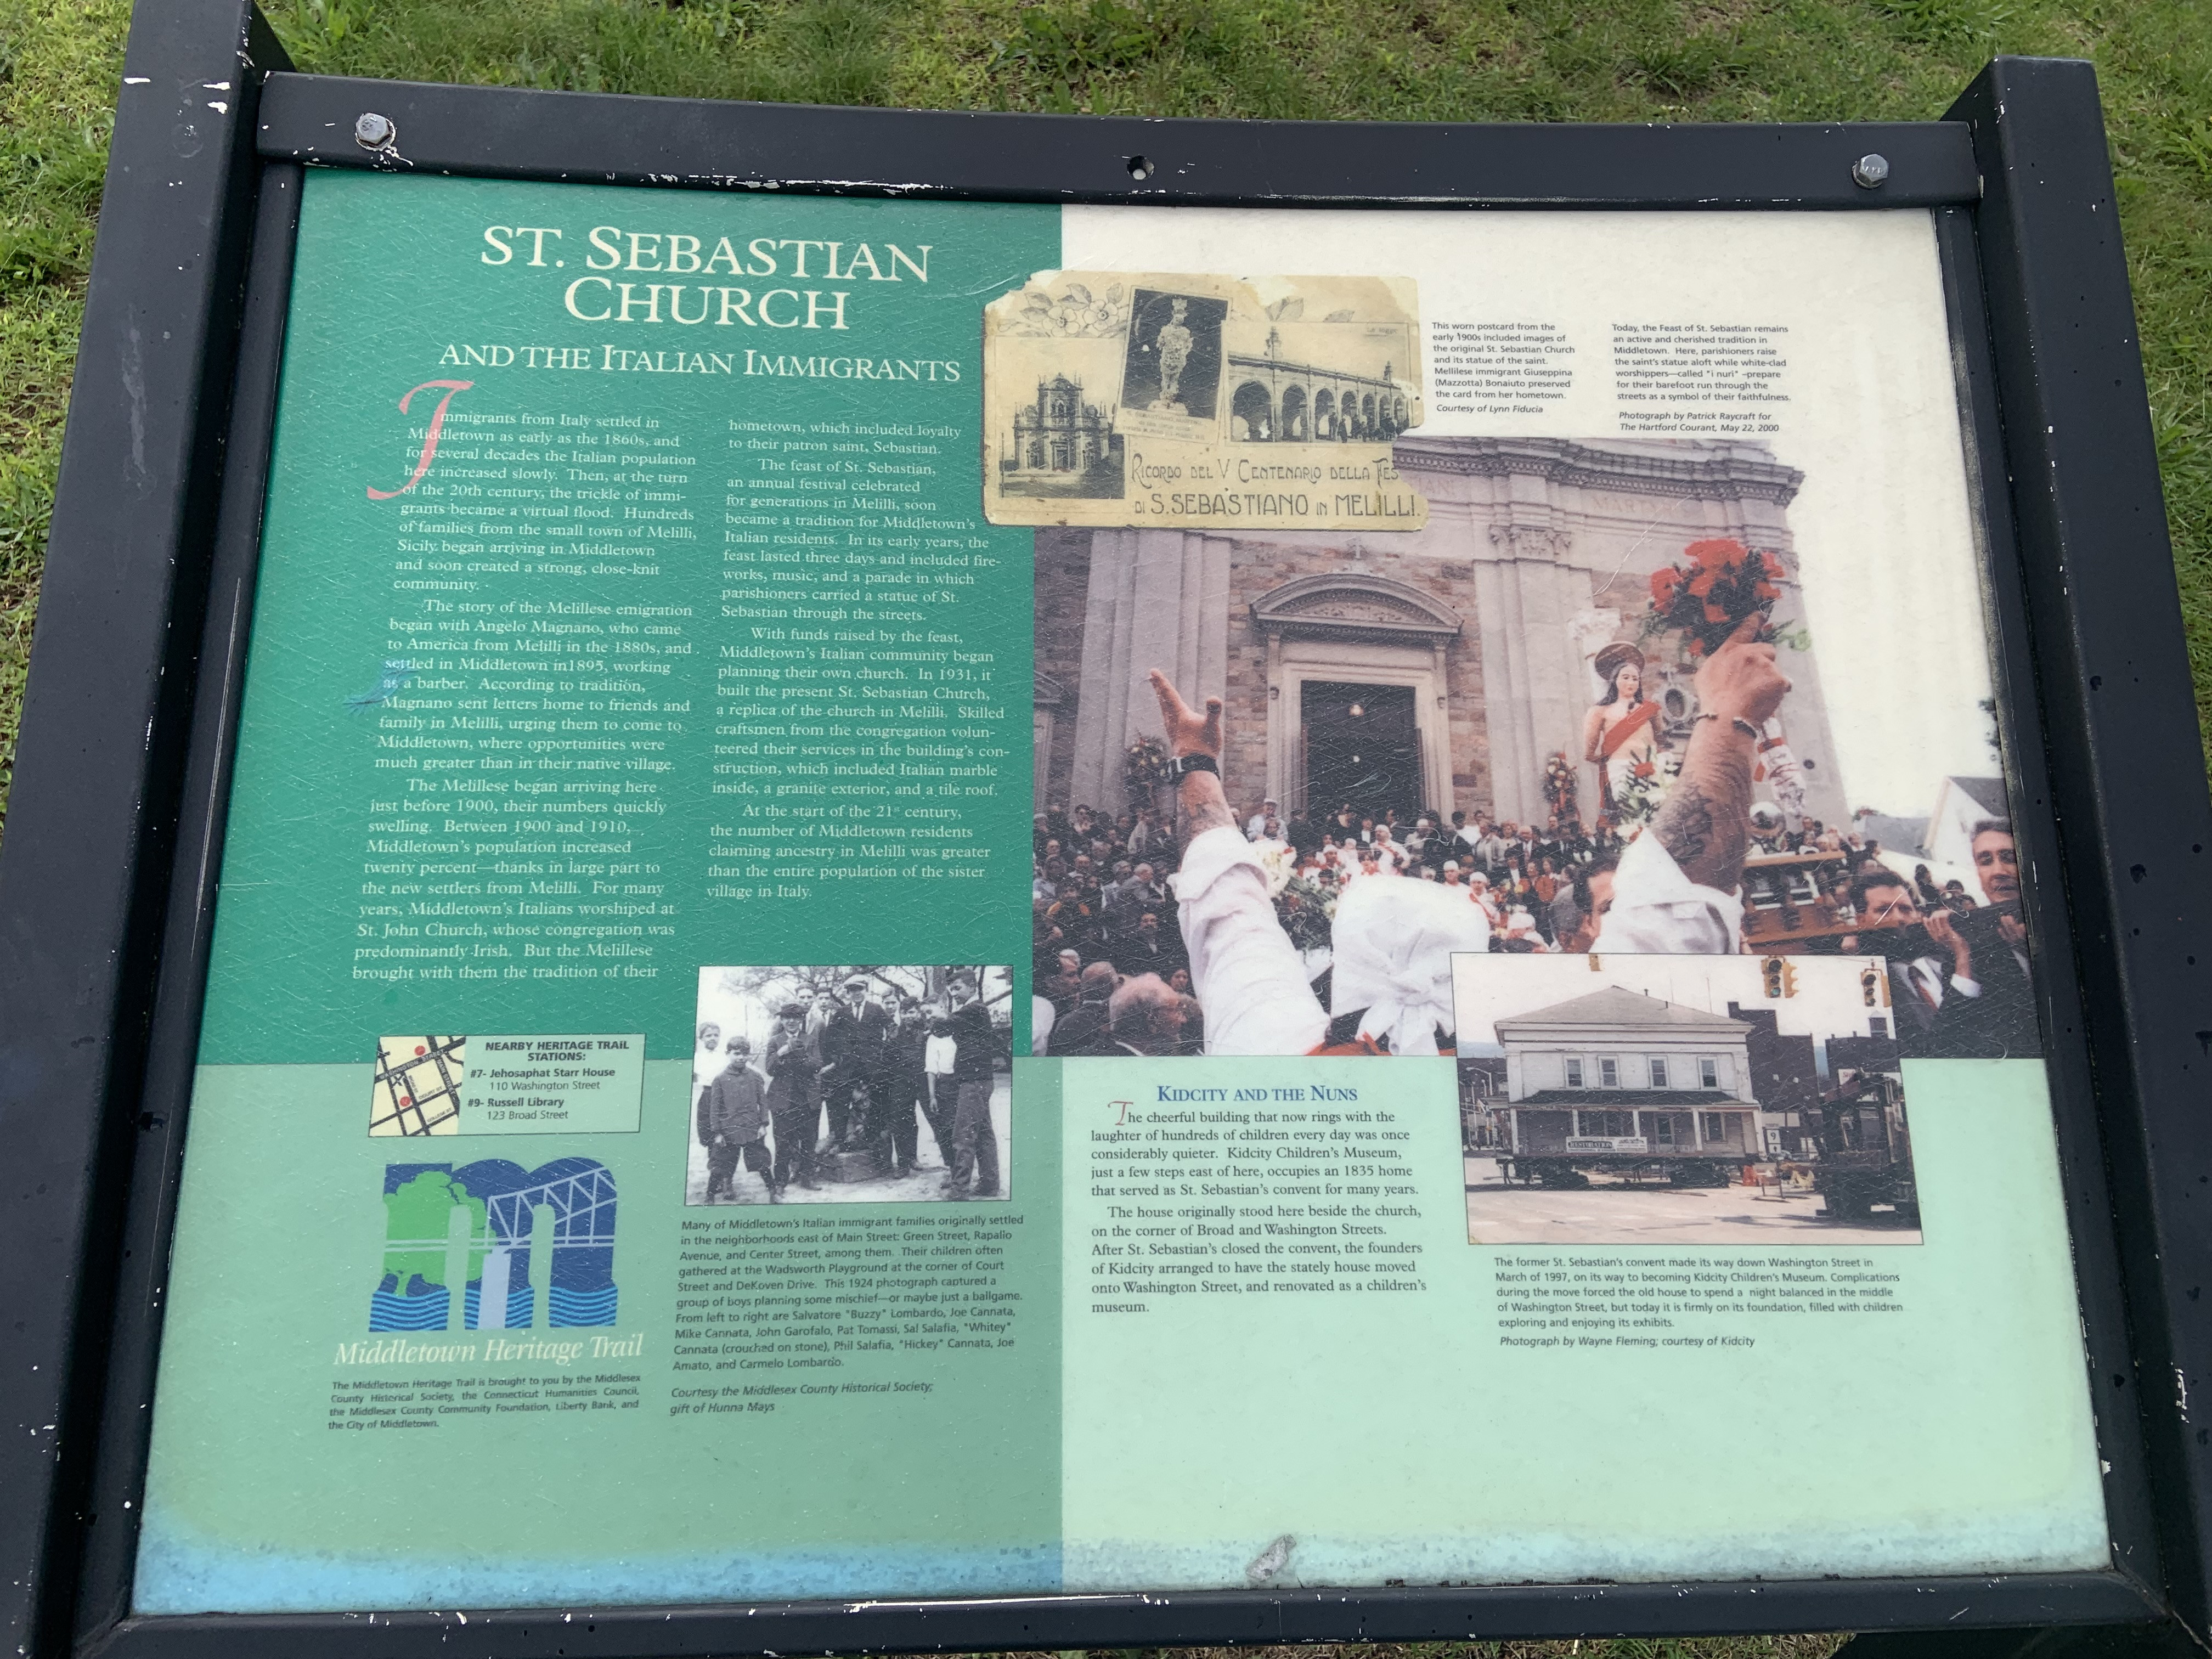 ST. SEBASTIAN
CHURCH
AND THE ITALIAN IMMIGRANTS
Immigrants from Italy settled in
Middletown as early as the 1860s, and
for several decades the Italian population
here increased slowly. Then, at the turn
of the 20th century, the trickle of immi-
grants became a virtual flood. Hundreds
of families from the small town of Melilli,
Sicily began arriving in Middletown
and soon created a strong, close-knit
community.
The story of the Melillese emigration
began with Angelo Magnano, who came
to America from Melilli in the 1880s, and
settled in Middletown in1895, working
as a barber. According to tradition,
Magnano sent letters home to friends and
family in Melilli, urging them to come to
Middletown, where opportunities were
much greater than in their native village.
The Melillese began arriving here
just before 1900, their numbers quickly
swelling. Between 1900 and 1910,
Middletown's population increased
twenty percent—thanks in large part to
the new settlers from Melilli. For many
years, Middletown's Italians worshiped at
St. John Church, whose congregation was
predominantly Irish. But the Melillese
brought with them the tradition of their
hometown, which included loyalty
to their patron saint, Sebastian.
The feast of St. Sebastian,
an annual festival celebrated
for generations in Melilli, soon
became a tradition for Middletown's
Italian residents. In its early years, the
feast lasted three days and included fire-
works, music, and a parade in which
parishioners carried a statue of St.
Sebastian through the streets.
With funds raised by the feast,
Middletown's Italian community began
planning their own church. In 1931, it
built the present St. Sebastian Church,
a replica of the church in Melilli. Skilled
craftsmen from the congregation volun-
teered their services in the building's con-
struction, which included Italian marble
inside, a granite exterior, and a tile roof.
At the start of the 21st century,
the number of Middletown residents
claiming ancestry in Melilli was greater
than the entire population of the sister
village in Italy.
RICORDO DEL V CENTENARIO DELLA FES
DI S. SEBASTIANO IN MELILLI.
This worn postcard from the
early 1900s included images of
the original St. Sebastian Church
and its statue of the saint.
Mellilese immigrant Giuseppina
(Mazzotta) Bonaiuto preserved
the card from her hometown.
Courtesy of Lynn Fiducia
Today, the Feast of St. Sebastian remains
an active and cherished tradition in
Middletown. Here, parishioners raise
the saint's statue aloft while white-clad
worshippers—called "i nuri" –prepare
for their barefoot run through the
streets as a symbol of their faithfulness.
Photograph by Patrick Raycraft for
The Hartford Courant, May 22, 2000
NEARBY HERITAGE TRAIL
STATIONS:
#7- Jehosaphat Starr House
110 Washington Street
#9- Russell Library
123 Broad Street
Middletown Heritage Trail
The Middletown Heritage Trail is brought to you by the Middlesex
County Historical Society, the Connecticut Humanities Council,
the Middlesex County Community Foundation, Liberty Bank, and
the City of Middletown.
Many of Middletown's Italian immigrant families originally settled
in the neighborhoods east of Main Street: Green Street, Rapallo
Avenue, and Center Street, among them. Their children often
gathered at the Wadsworth Playground at the corner of Court
Street and DeKoven Drive. This 1924 photograph captured a
group of boys planning some mischief—or maybe just a ballgame.
From left to right are Salvatore "Buzzy" Lombardo, Joe Cannata,
Mike Cannata, John Garofalo, Pat Tomassi, Sal Salafia, "Whitey"
Cannata (crouched on stone), Phil Salafia, "Hickey" Cannata, Joe
Amato, and Carmelo Lombardo.
Courtesy the Middlesex County Historical Society;
gift of Hunna Mays
KIDCITY AND THE NUNS
The cheerful building that now rings with the
laughter of hundreds of children every day was once
considerably quieter. Kidcity Children's Museum,
just a few steps east of here, occupies an 1835 home
that served as St. Sebastian's convent for many years.
The house originally stood here beside the church,
on the corner of Broad and Washington Streets.
After St. Sebastian's closed the convent, the founders
of Kidcity arranged to have the stately house moved
onto Washington Street, and renovated as a children's
museum.
9
The former St. Sebastian's convent made its way down Washington Street in
March of 1997, on its way to becoming Kidcity Children's Museum. Complications
during the move forced the old house to spend a night balanced in the middle
of Washington Street, but today it is firmly on its foundation, filled with children
exploring and enjoying its exhibits.
Photograph by Wayne Fleming; courtesy of Kidcity